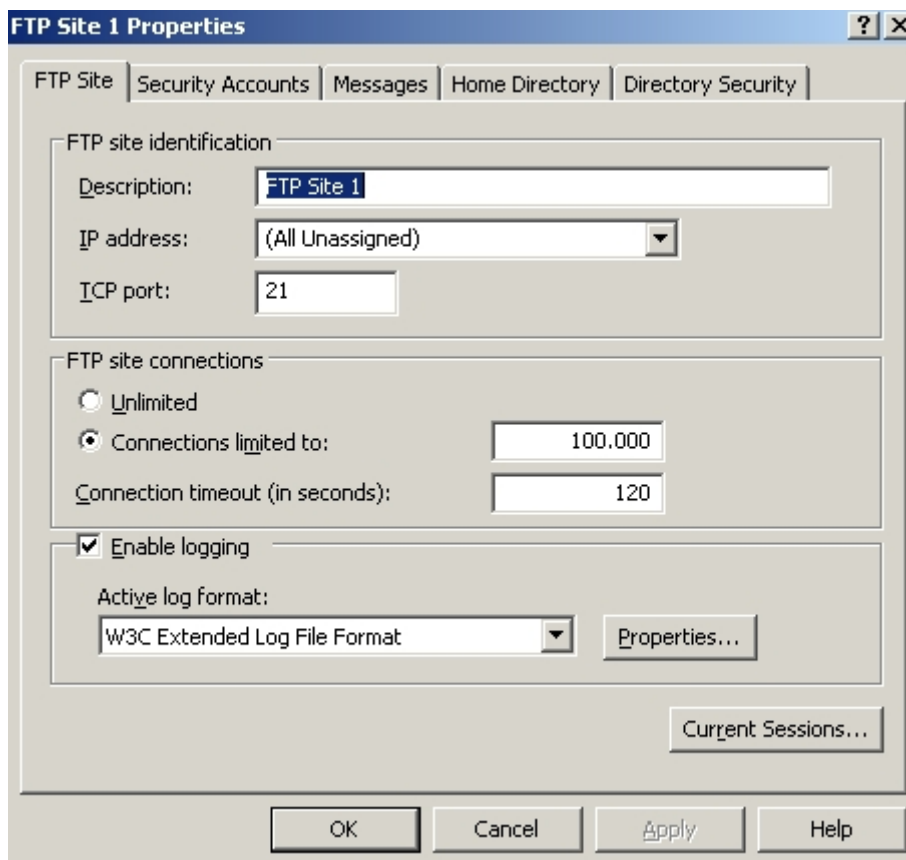 FTP Site 1 Properties
FTP Site Security Accounts Messages Home Directory Directory Security
FTP site identification
Description: FTP Site 1
IP address: (All Unassigned)
TCP port: 21
FTP site connections
Unlimited
Connections limited to: 100.000
Connection timeout (in seconds): 120
Enable logging
Active log format:
W3C Extended Log File Format Properties...
Current Sessions...
OK Cancel Apply Help